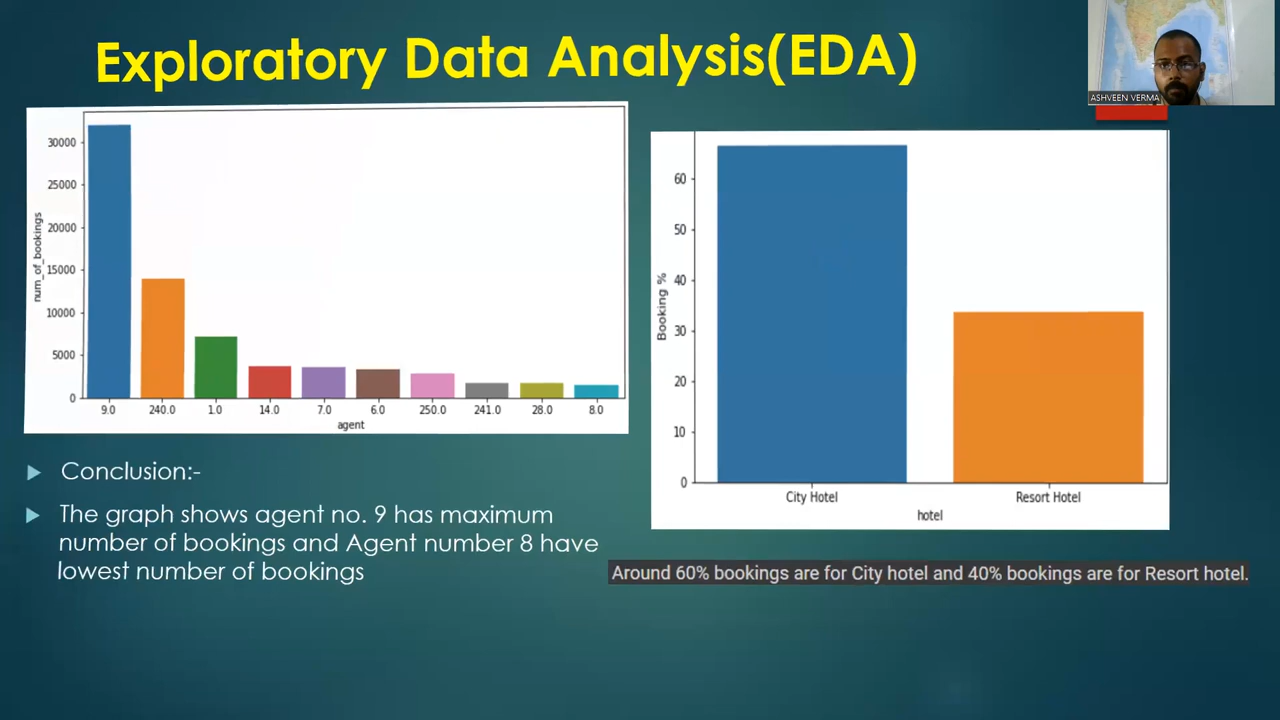 Exploratory Data Analysis(EDA)
ASHVEEN VERMA
30000
25000
20000
15000
10000
5000
0
num_of_bookings
9.0 240.0 1.0 14.0 7.0 6.0 250.0 241.0 28.0 8.0
agent
60
50
40
30
20
10
0
Booking %
City Hotel Resort Hotel
hotel
Conclusion:-
The graph shows agent no. 9 has maximum
number of bookings and Agent number 8 have
lowest number of bookings
Around 60% bookings are for City hotel and 40% bookings are for Resort hotel.